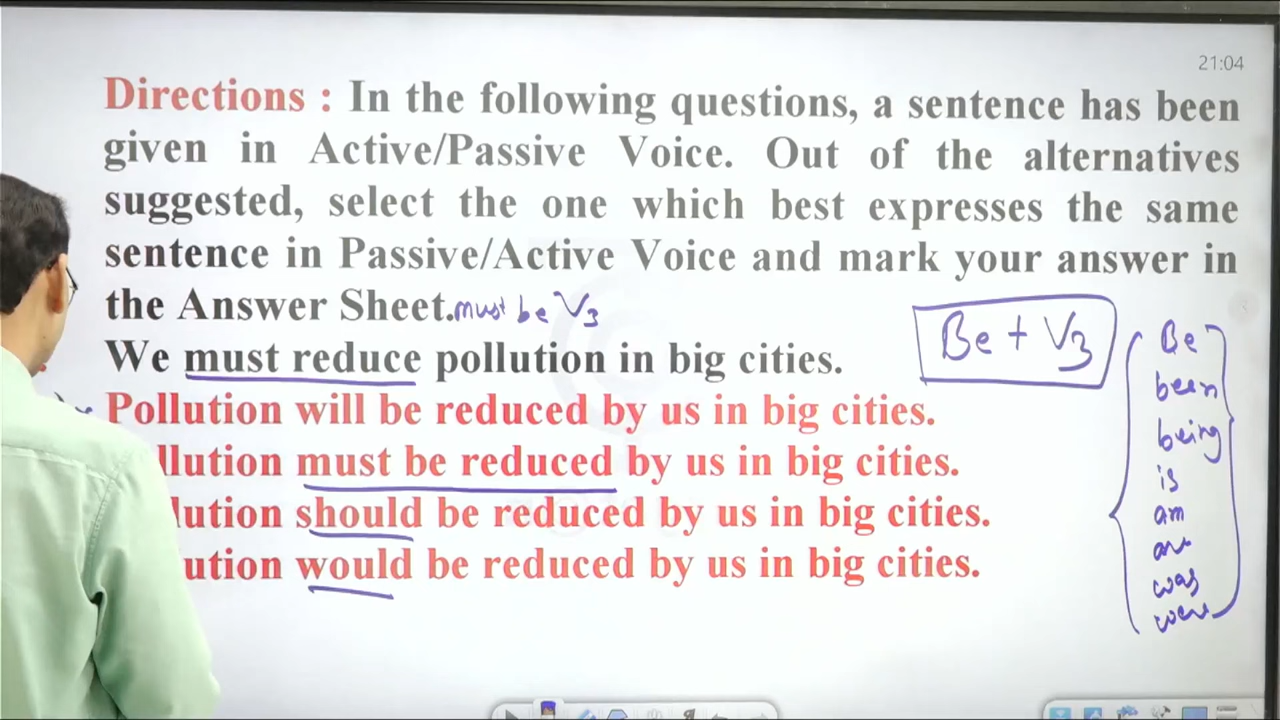 21:04
Directions : In the following questions, a sentence has been
given in Active/Passive Voice. Out of the alternatives
suggested, select the one which best expresses the same
sentence in Passive/Active Voice and mark your answer in
the Answer Sheet. must be V3
We must reduce pollution in big cities.
Pollution will be reduced by us in big cities.
llution must be reduced by us in big cities.
lution should be reduced by us in big cities.
ution would be reduced by us in big cities.
Be + V3
Be
been
being
is
am
are
was
were